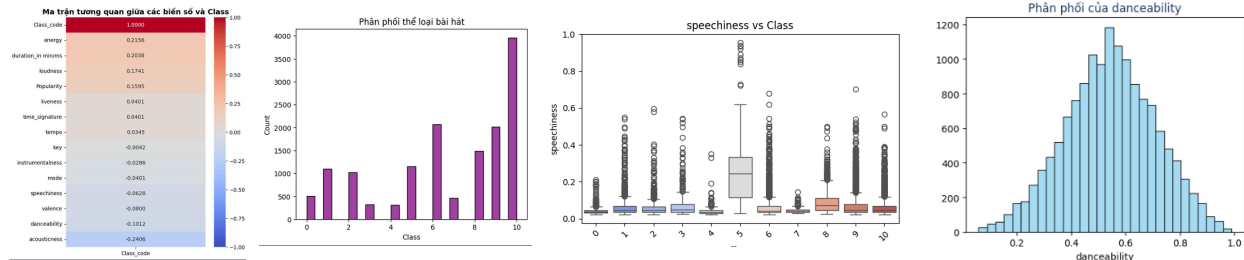 Ma trận tương quan giữa các biến số và Class
Class_code
energy
duration_in min/ms
loudness
Popularity
liveness
time_signature
tempo
key
instrumentalness
mode
speechiness
valence
danceability
acousticness
1.0000
0.2156
0.2038
0.1741
0.1595
0.0401
0.0401
0.0345
-0.0042
-0.0286
-0.0401
-0.0628
-0.0800
-0.1012
-0.2406
Class_code
1.00
0.75
0.50
0.25
0.00
-0.25
-0.50
-0.75
-1.00
Phân phối thể loại bài hát
Count
4000
3500
3000
2500
2000
1500
1000
500
0
0 2 4 6 8 10
Class
speechiness vs Class
speechiness
1.0
0.8
0.6
0.4
0.2
0.0
0 1 2 3 4 5 6 7 8 9 10
Phân phối của danceability
1200
1000
800
600
400
200
0
0.2 0.4 0.6 0.8 1.0
danceability